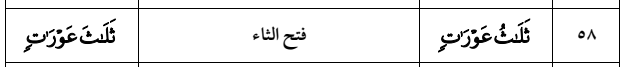 ٥٨ ثَلَٰثُ عَوْرَٰتٖ فتح الثاء ثَلَٰثَ عَوْرَٰتٖ